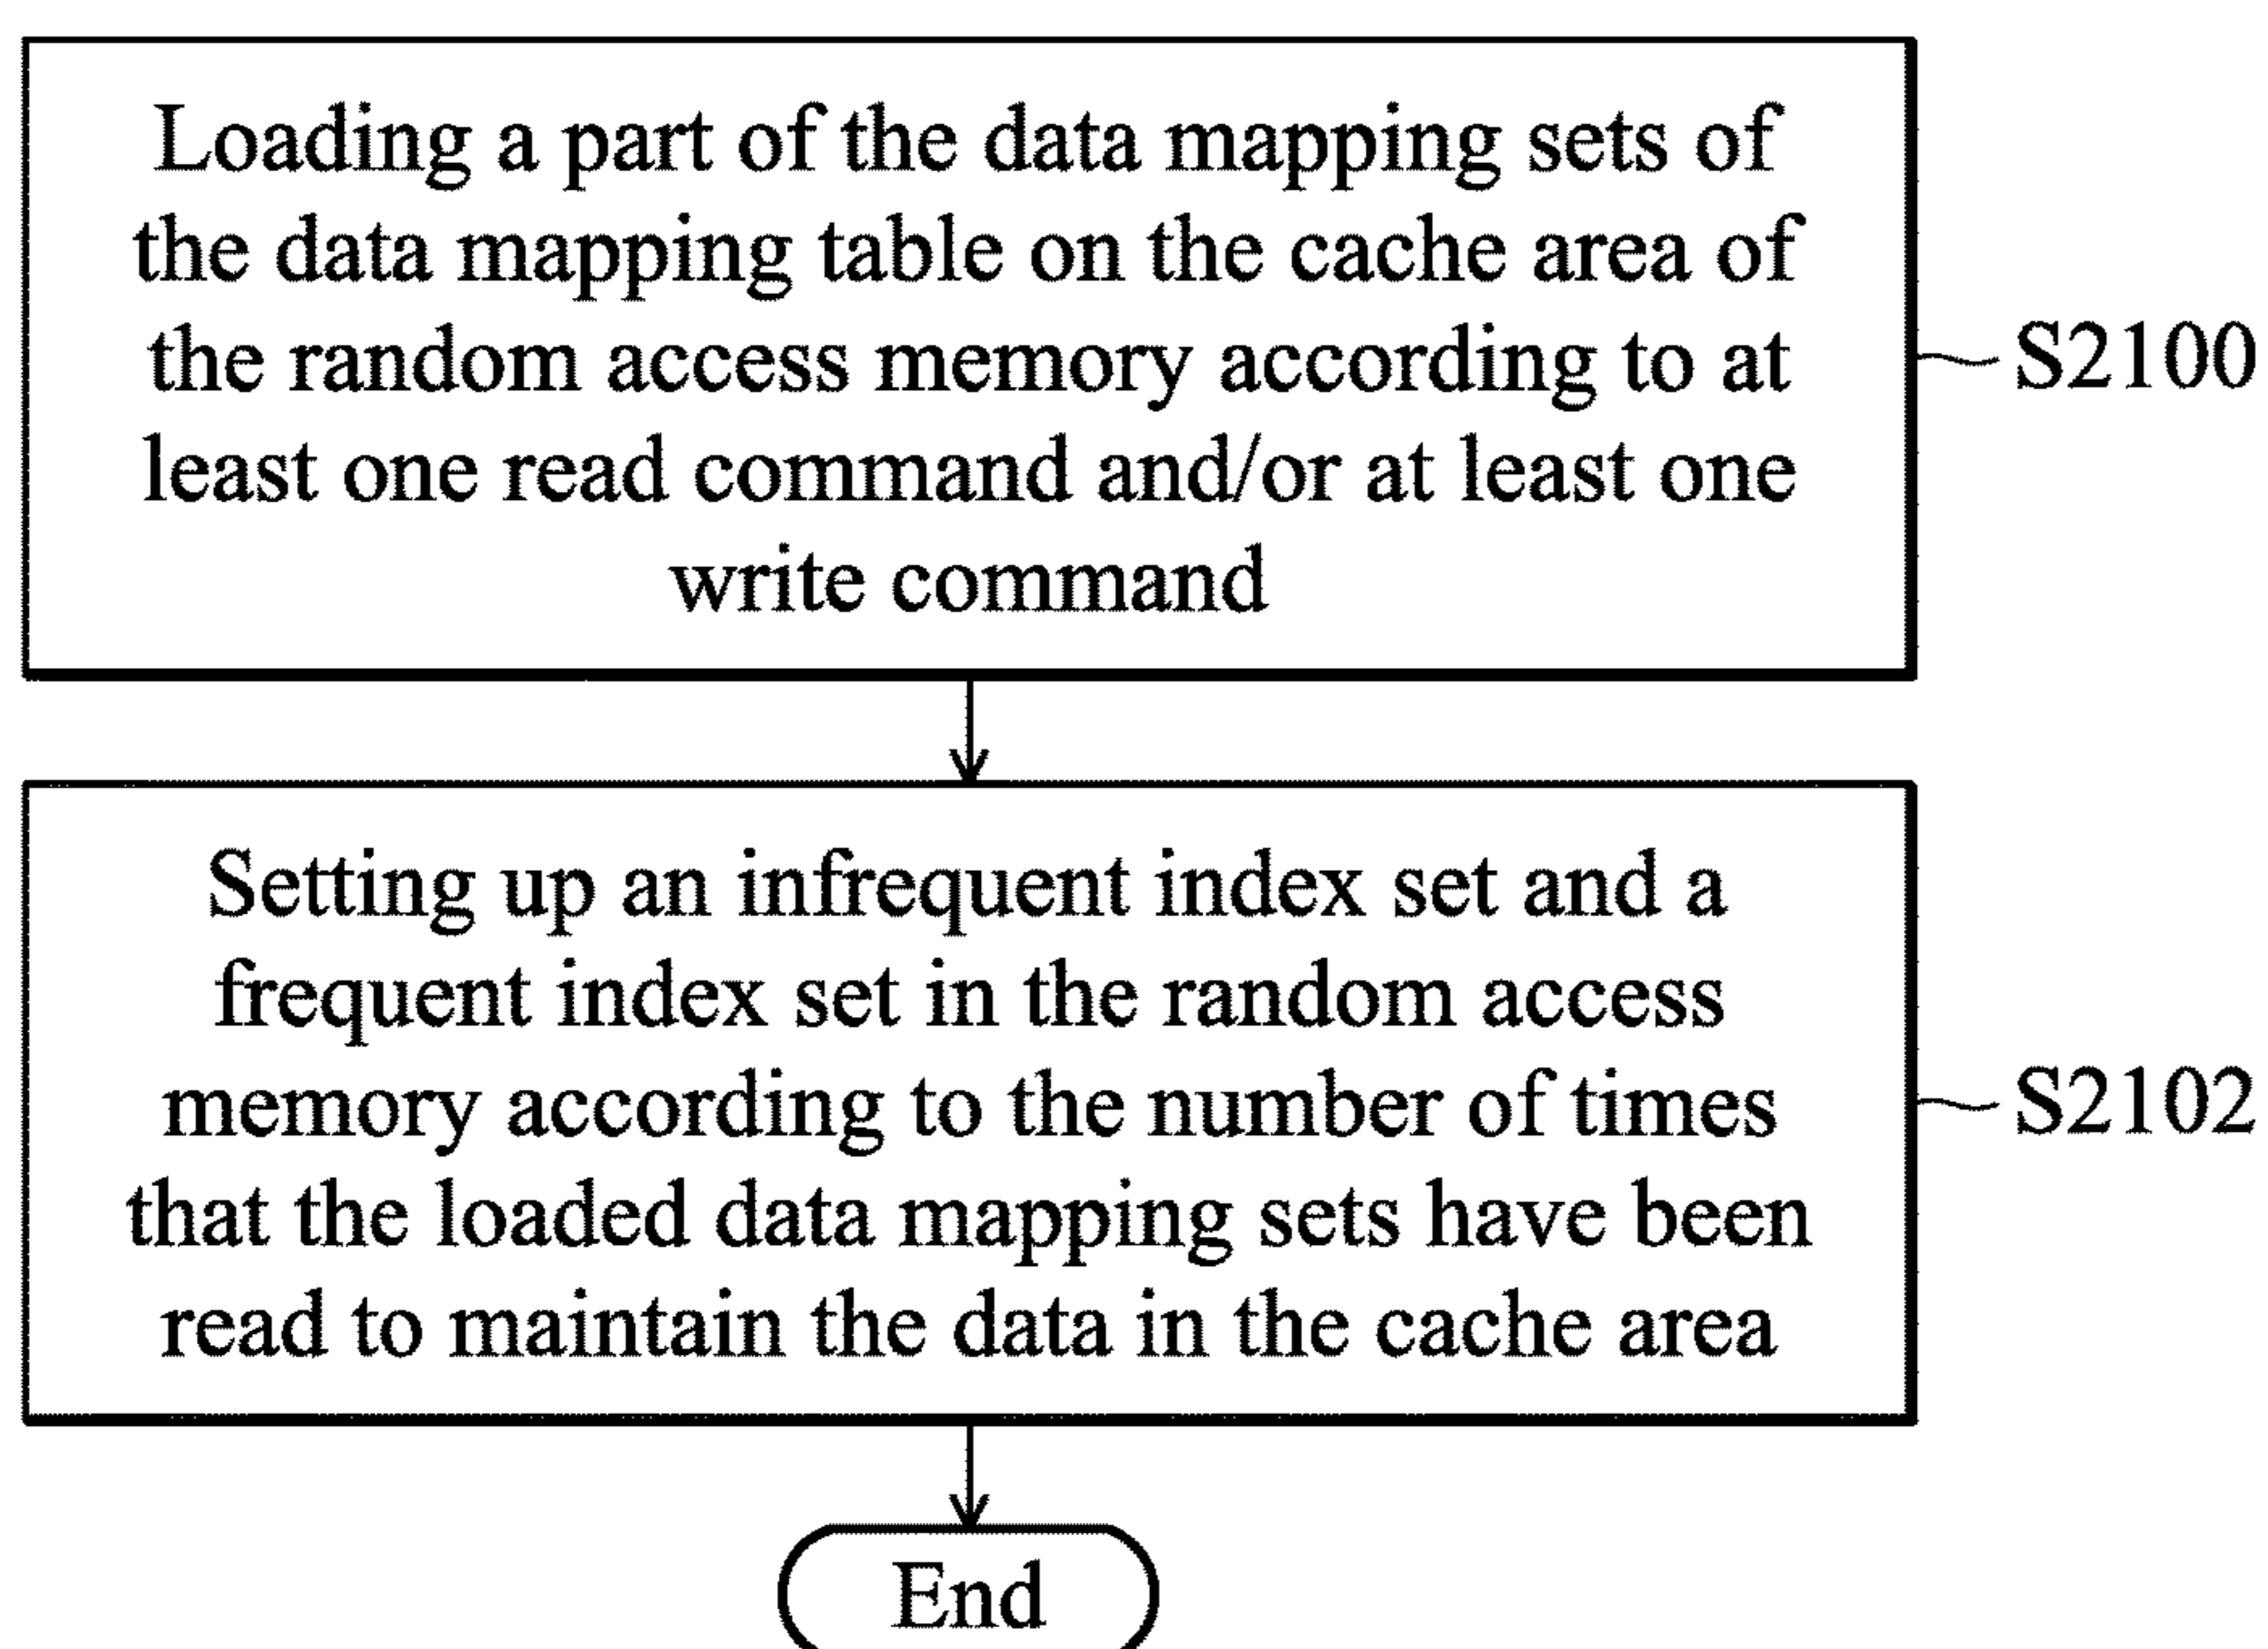 Loading a part of the data mapping sets of
the data mapping table on the cache area of
the random access memory according to at
least one read command and/or at least one
write command
S2100
Setting up an infrequent index set and a
frequent index set in the random access
memory according to the number of times
that the loaded data mapping sets have been
read to maintain the data in the cache area
S2102
End